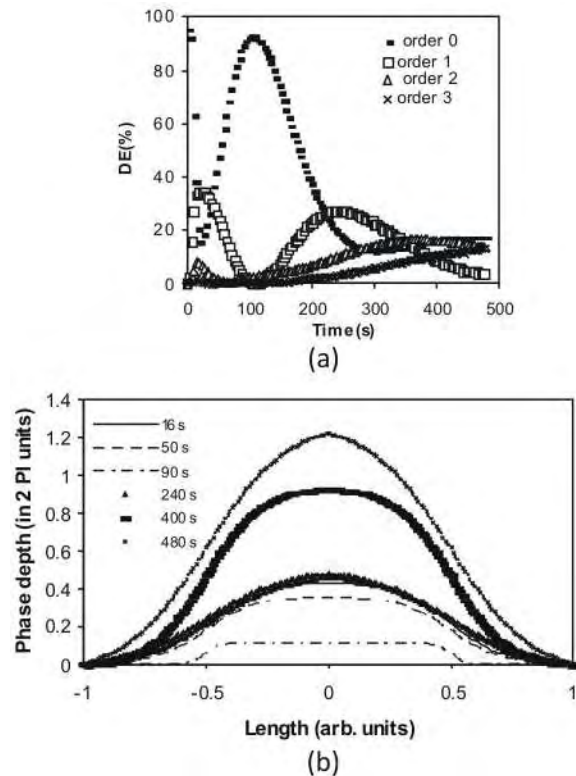 100
80
60
40
20
0
DE(%)
order 0
order 1
order 2
order 3
0 100 200 300 400 500
Time(s)
(a)
1.4
1.2
1
0.8
0.6
0.4
0.2
0
Phase depth (in 2 PI units)
16 s
50 s
90 s
240 s
400 s
480 s
-1 -0.5 0 0.5 1
Length (arb. units)
(b)